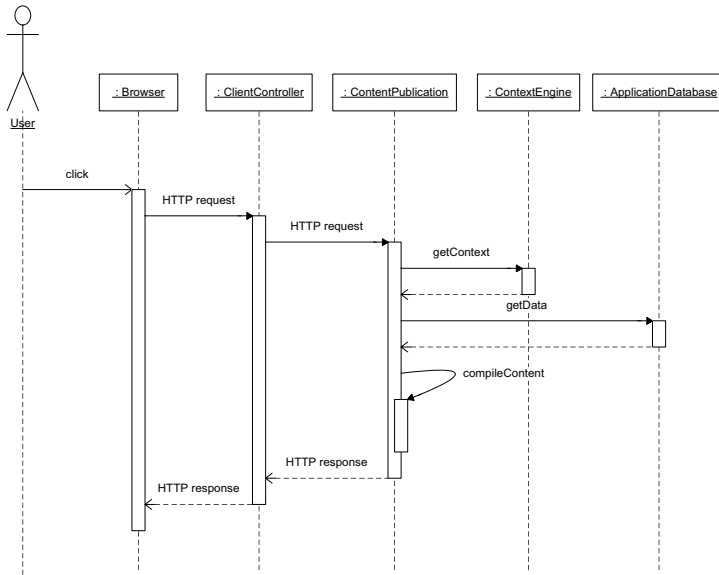 : Browser
: ClientController
: ContentPublication
: ContextEngine
: ApplicationDatabase
User
click
HTTP request
HTTP request
getContext
getData
compileContent
HTTP response
HTTP response